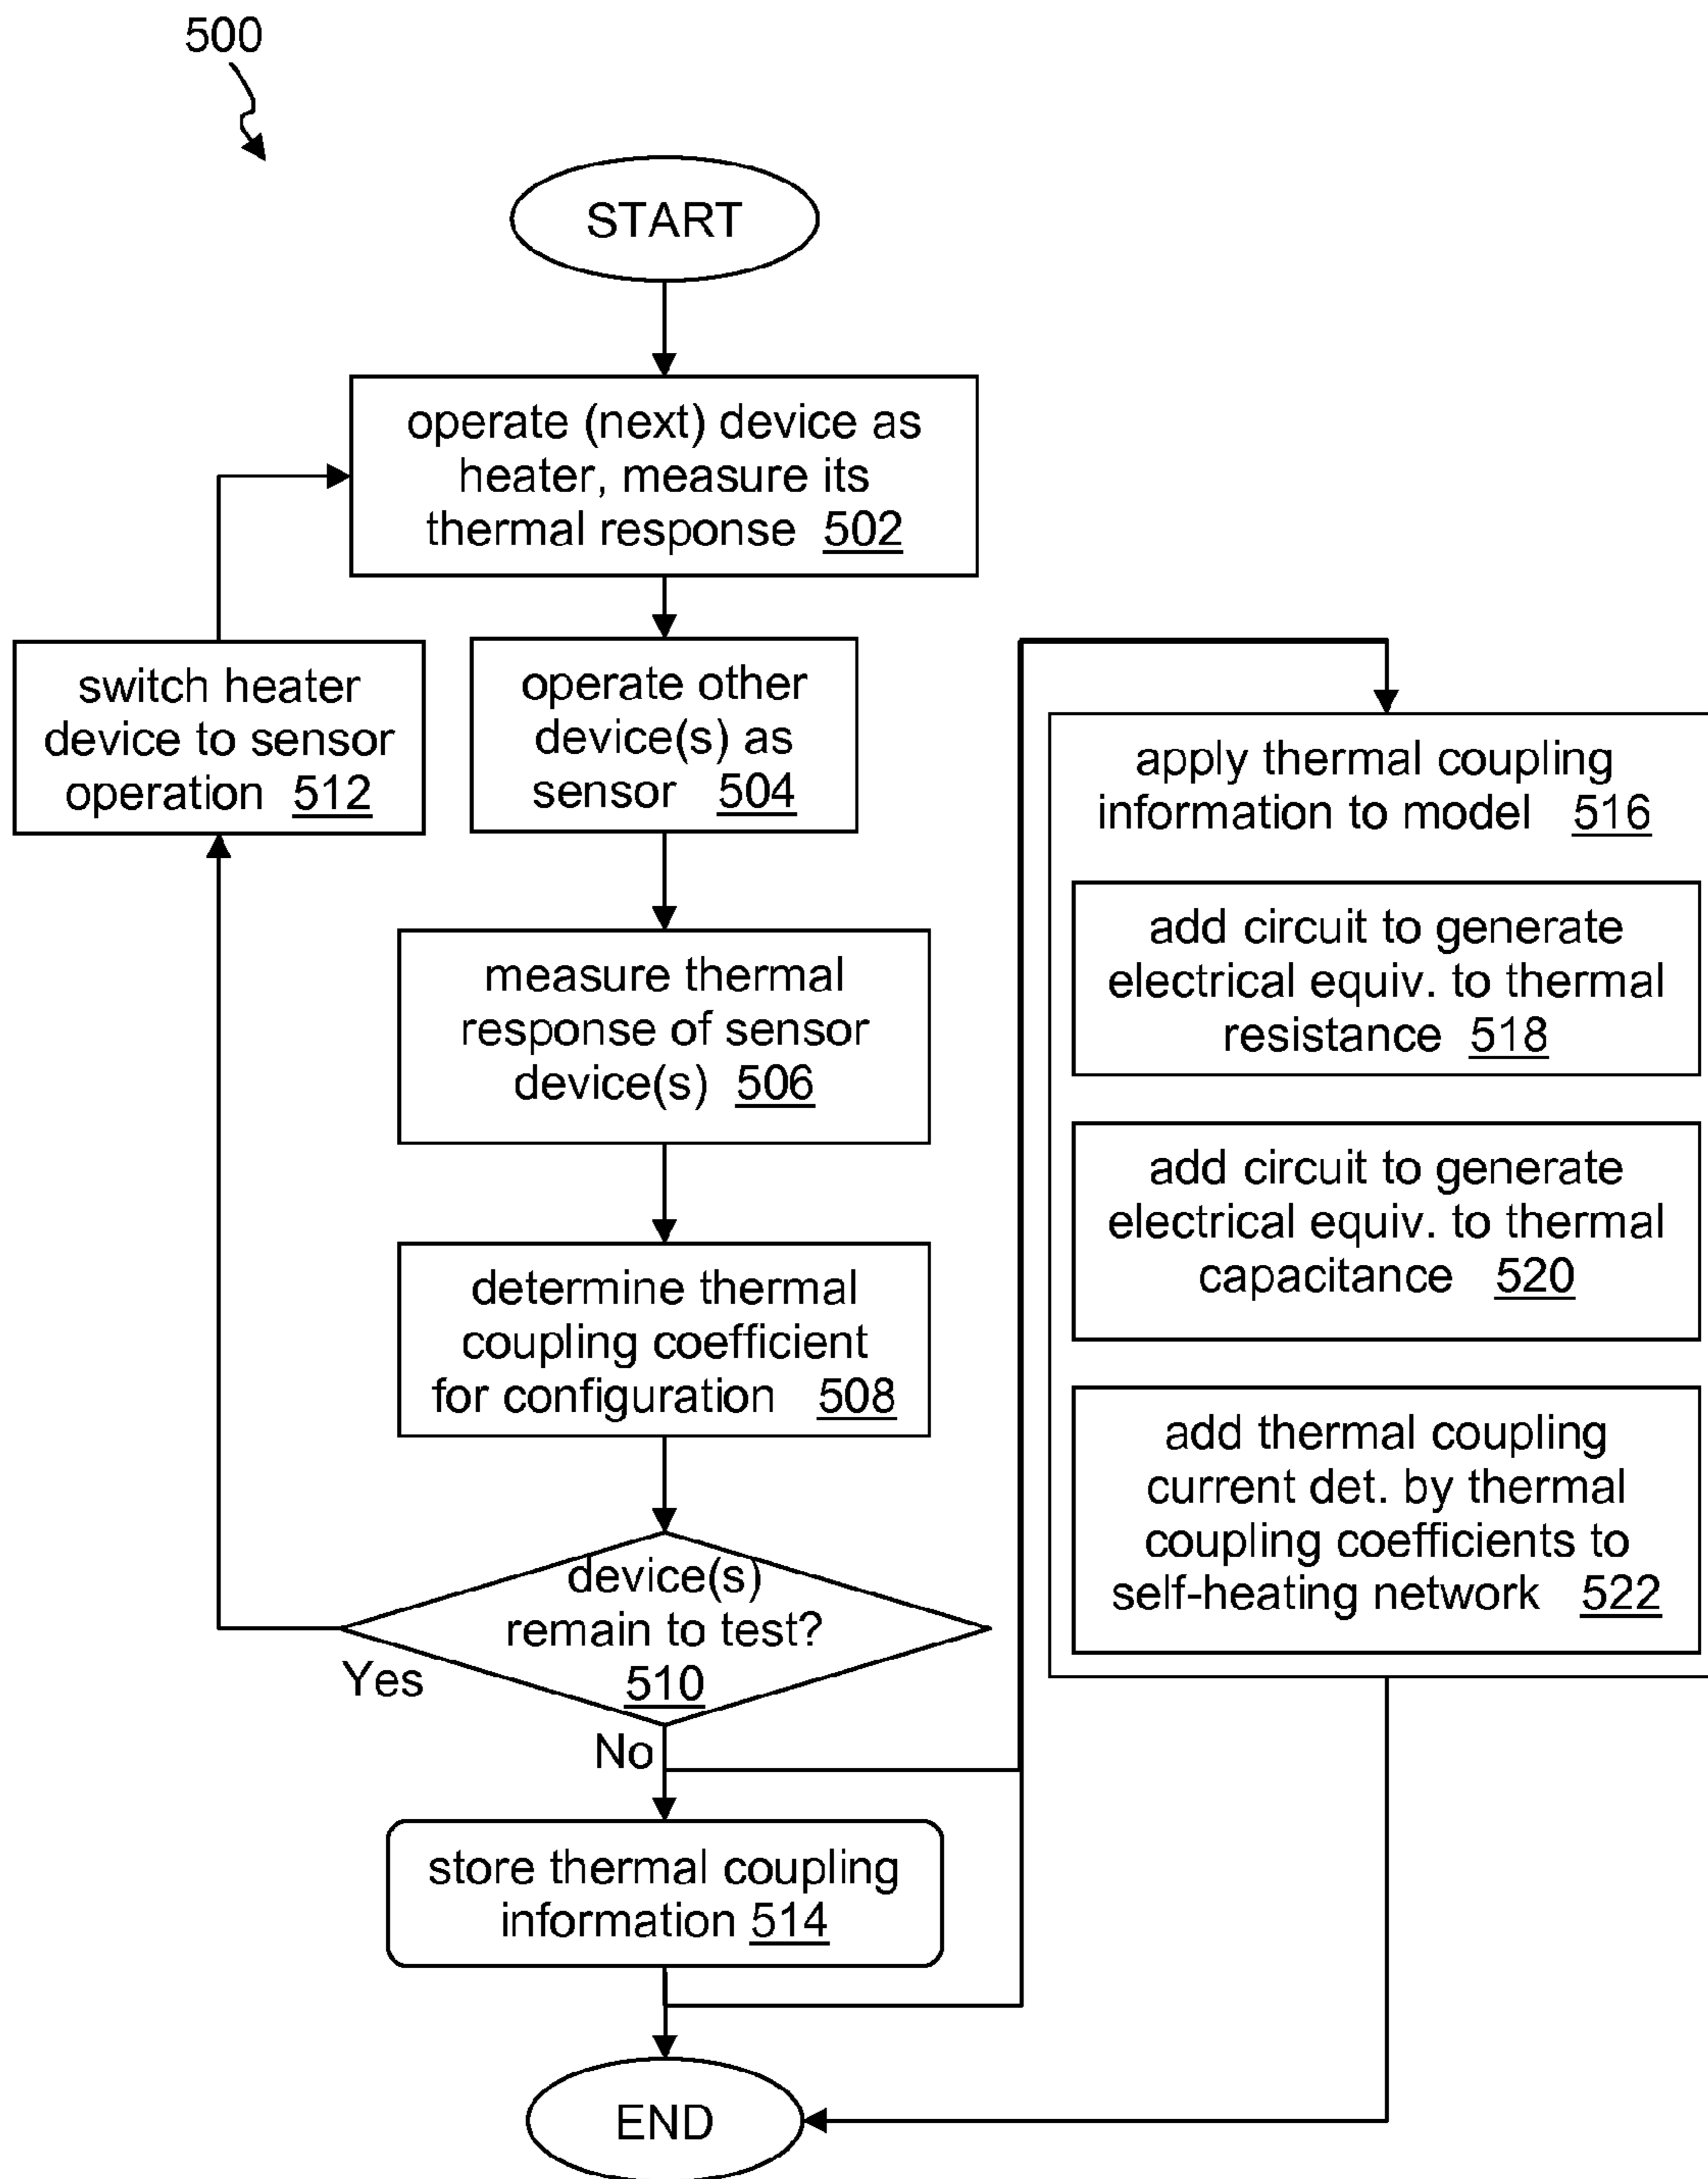 500
START
operate (next) device as
heater, measure its
thermal response 502
switch heater
device to sensor
operation 512
operate other
device(s) as
sensor 504
measure thermal
response of sensor
device(s) 506
determine thermal
coupling coefficient
for configuration 508
device(s)
remain to test?
510
Yes
No
store thermal coupling
information 514
END
apply thermal coupling
information to model 516
add circuit to generate
electrical equiv. to thermal
resistance 518
add circuit to generate
electrical equiv. to thermal
capacitance 520
add thermal coupling
current det. by thermal
coupling coefficients to
self-heating network 522